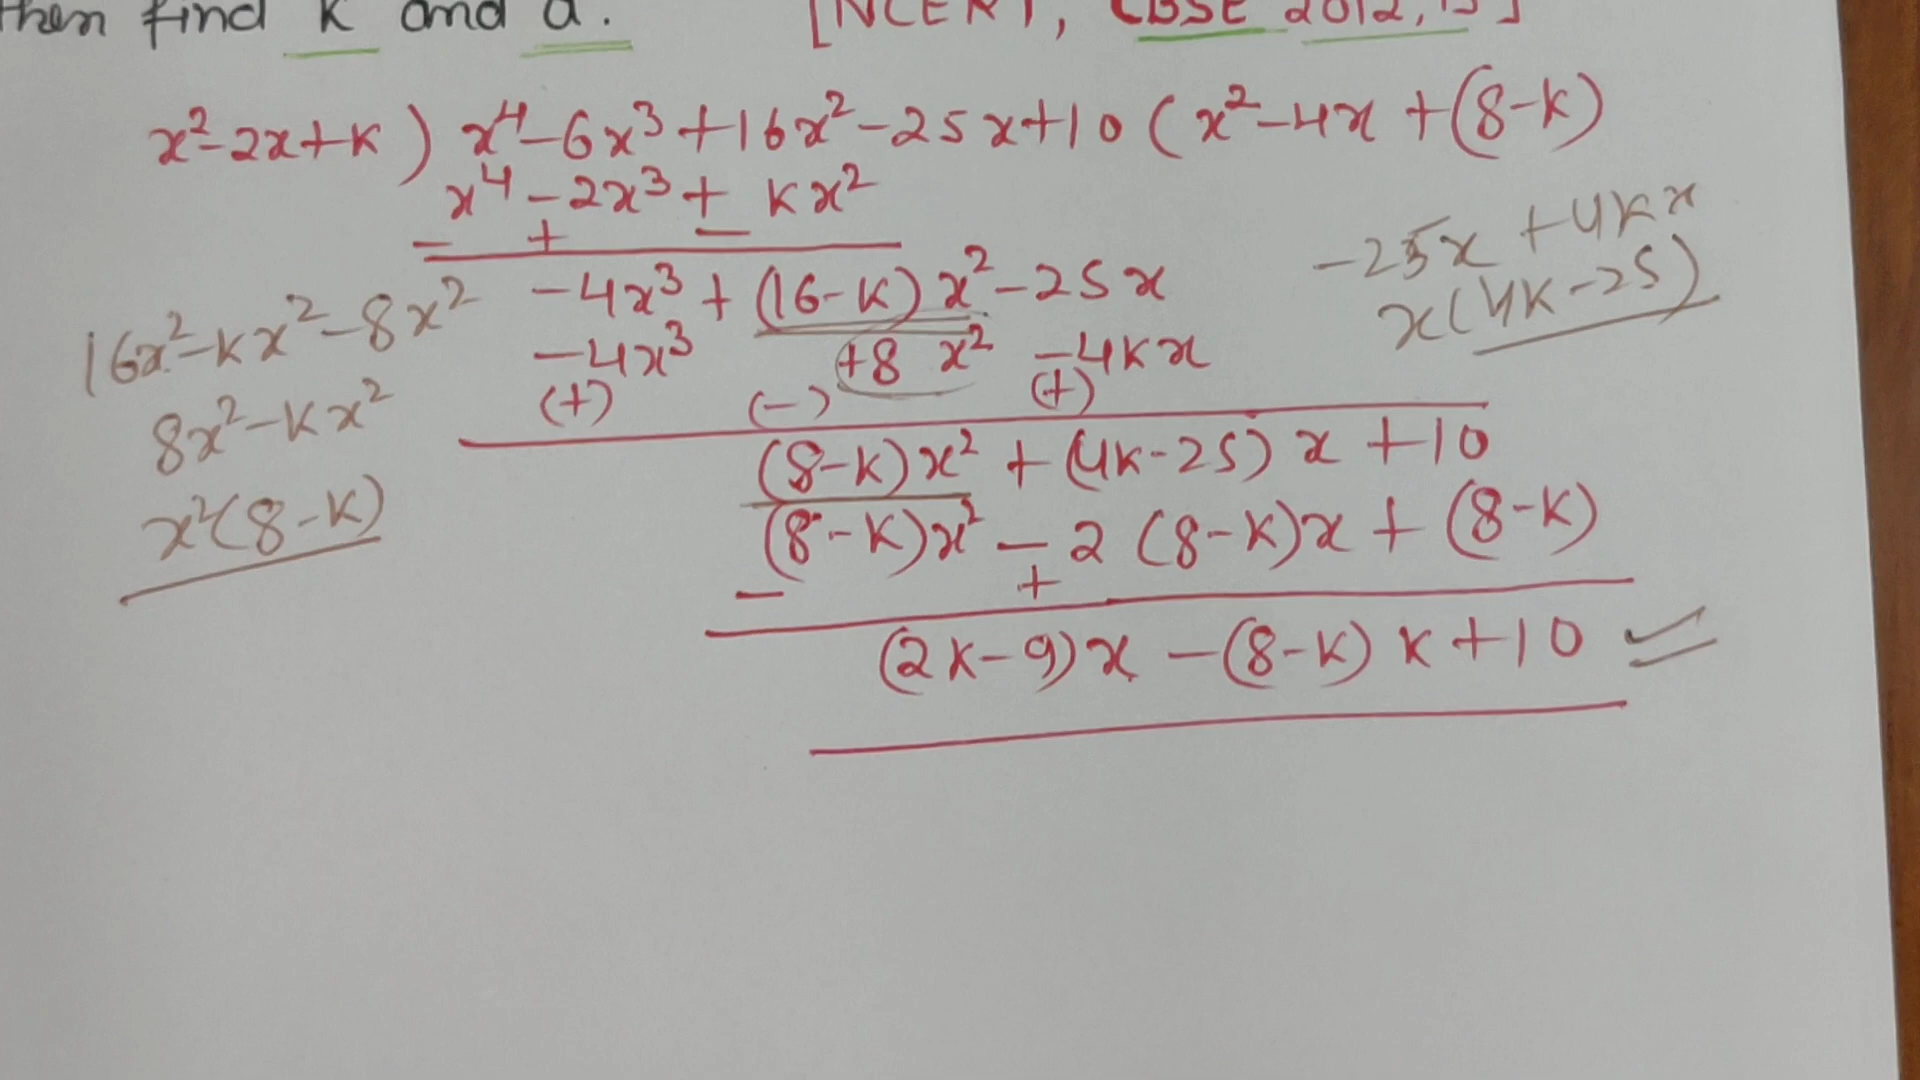 then find k and a. [NCERT, CBSE 2012,
x²-2x+k ) x⁴-6x³+16x²-25x+10 ( x²-4x+(8-k)
x⁴-2x³+ kx²
- + -
-4x³+(16-k)x²-25x
-4x³ +8 x² -4kx
(+) (-) (+)
(8-k)x² + (4k-25)x +10
(8-k)x² - 2 (8-k)x + (8-k)
- +
(2k-9)x -(8-k) k +10
16x²-kx²-8x²
8x²-kx²
x²(8-k)
-25x +4kx
x(4k-25)